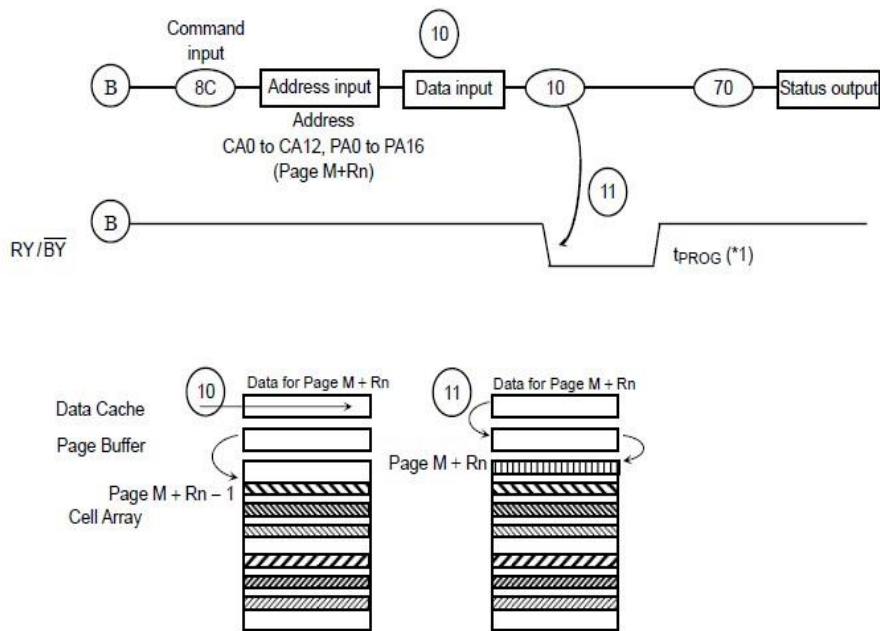 10
Command
input
B
8C
Address input
Data input
10
70
Status output
Address
CA0 to CA12, PA0 to PA16
(Page M+Rn)
11
B
RY/BY
tPROG (*1)
10
Data for Page M + Rn
11
Data for Page M + Rn
Data Cache
Page Buffer
Page M + Rn
Page M + Rn – 1
Cell Array